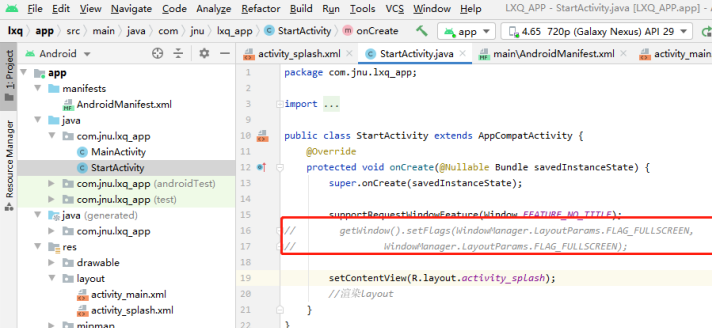 File Edit View Navigate Code Analyze Refactor Build Run Tools VCS Window Help LXQ_APP - StartActivity.java [LXQ_APP.app] - A
lxq app src main java com jnu lxq_app StartActivity onCreate app 4.65 720p (Galaxy Nexus) API 29
1: Project
Resource Manager
Android
activity_splash.xml StartActivity.java main\AndroidManifest.xml activity_main
app
manifests
AndroidManifest.xml
java
com.jnu.lxq_app
MainActivity
StartActivity
com.jnu.lxq_app (androidTest)
com.jnu.lxq_app (test)
java (generated)
com.jnu.lxq_app
res
drawable
layout
activity_main.xml
activity_splash.xml
mipmap
1 package com.jnu.lxq_app;
2
3 import ...
9
10 public class StartActivity extends AppCompatActivity {
11 @Override
12 protected void onCreate(@Nullable Bundle savedInstanceState) {
13 super.onCreate(savedInstanceState);
14
15 supportRequestWindowFeature(Window.FEATURE_NO_TITLE);
16 // getWindow().setFlags(WindowManager.LayoutParams.FLAG_FULLSCREEN,
17 // WindowManager.LayoutParams.FLAG_FULLSCREEN);
19 setContentView(R.layout.activity_splash);
20 //渲染Layout
21 }
22 }